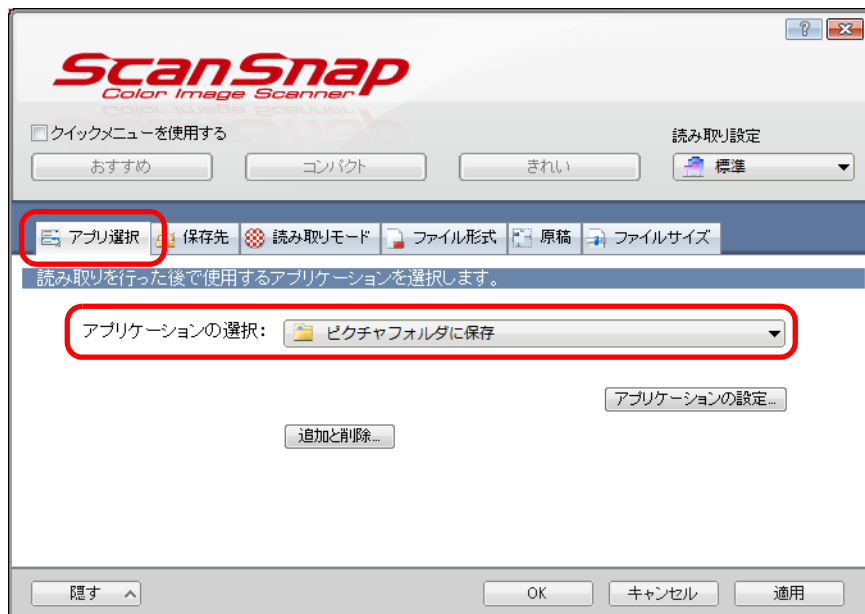 ScanSnap
Color Image Scanner
クイックメニューを使用する
読み取り設定
おすすめ
コンパクト
きれい
標準
アプリ選択
保存先
読み取りモード
ファイル形式
原稿
ファイルサイズ
読み取りを行った後で使用するアプリケーションを選択します。
アプリケーションの選択:
ピクチャフォルダに保存
アプリケーションの設定...
追加と削除...
隠す
OK
キャンセル
適用